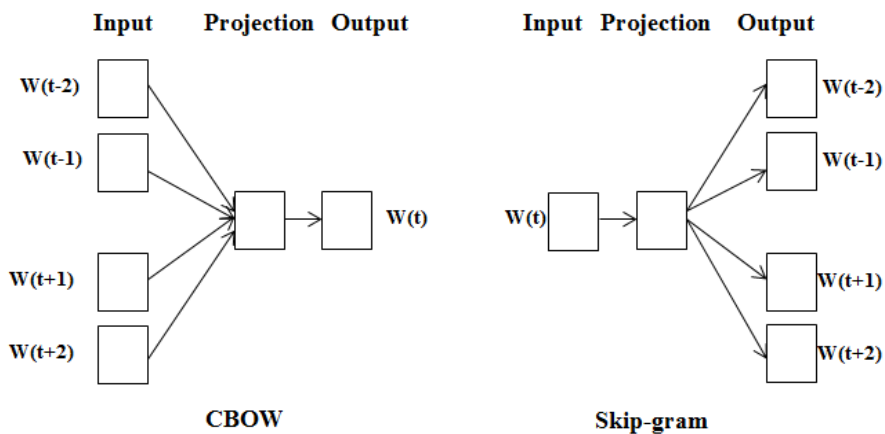 Input Projection Output
W(t-2)
W(t-1)
W(t)
W(t+1)
W(t+2)
CBOW
Input Projection Output
W(t-2)
W(t-1)
W(t)
W(t+1)
W(t+2)
Skip-gram